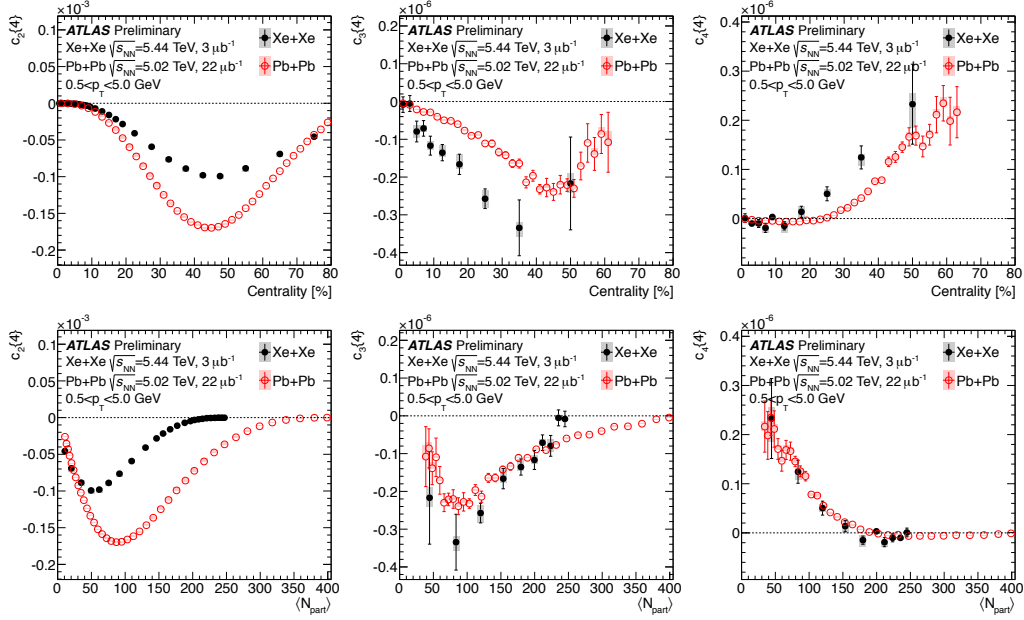 ×10⁻³
c₂{4}
0.1
ATLAS Preliminary
Xe+Xe √s_NN=5.44 TeV, 3 μb⁻¹
Pb+Pb √s_NN=5.02 TeV, 22 μb⁻¹
0.5<p_T<5.0 GeV
Xe+Xe
Pb+Pb
0.05
0
−0.05
−0.1
−0.15
−0.2
0 10 20 30 40 50 60 70 80
Centrality [%]
×10⁻⁶
c₃{4}
0.2
ATLAS Preliminary
Xe+Xe √s_NN=5.44 TeV, 3 μb⁻¹
Pb+Pb √s_NN=5.02 TeV, 22 μb⁻¹
0.5<p_T<5.0 GeV
Xe+Xe
Pb+Pb
0.1
0
−0.1
−0.2
−0.3
−0.4
0 10 20 30 40 50 60 70 80
Centrality [%]
×10⁻⁶
c₄{4}
0.4
ATLAS Preliminary
Xe+Xe √s_NN=5.44 TeV, 3 μb⁻¹
Pb+Pb √s_NN=5.02 TeV, 22 μb⁻¹
0.5<p_T<5.0 GeV
Xe+Xe
Pb+Pb
0.3
0.2
0.1
0
−0.1
0 10 20 30 40 50 60 70 80
Centrality [%]
×10⁻³
c₂{4}
0.1
ATLAS Preliminary
Xe+Xe √s_NN=5.44 TeV, 3 μb⁻¹
Pb+Pb √s_NN=5.02 TeV, 22 μb⁻¹
0.5<p_T<5.0 GeV
Xe+Xe
Pb+Pb
0.05
0
−0.05
−0.1
−0.15
−0.2
0 50 100 150 200 250 300 350 400
⟨N_part⟩
×10⁻⁶
c₃{4}
0.2
ATLAS Preliminary
Xe+Xe √s_NN=5.44 TeV, 3 μb⁻¹
Pb+Pb √s_NN=5.02 TeV, 22 μb⁻¹
0.5<p_T<5.0 GeV
Xe+Xe
Pb+Pb
0.1
0
−0.1
−0.2
−0.3
−0.4
0 50 100 150 200 250 300 350 400
⟨N_part⟩
×10⁻⁶
c₄{4}
0.4
ATLAS Preliminary
Xe+Xe √s_NN=5.44 TeV, 3 μb⁻¹
Pb+Pb √s_NN=5.02 TeV, 22 μb⁻¹
0.5<p_T<5.0 GeV
Xe+Xe
Pb+Pb
0.3
0.2
0.1
0
−0.1
0 50 100 150 200 250 300 350 400
⟨N_part⟩